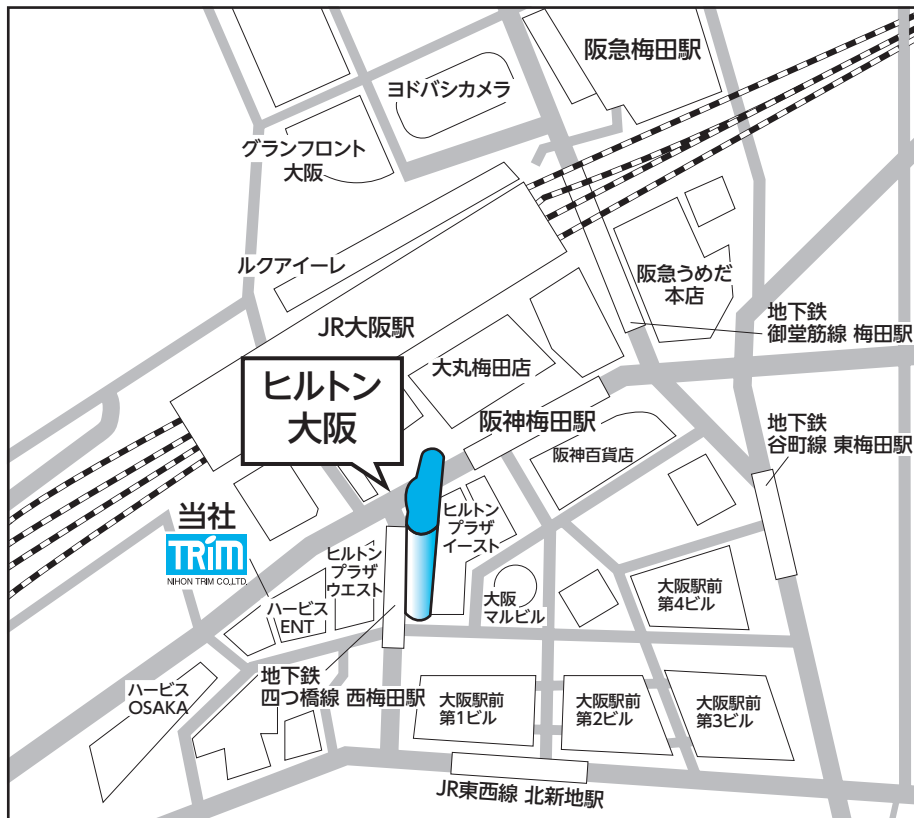 阪急梅田駅
ヨドバシカメラ
グランフロント
大阪
ルクアイーレ
阪急うめだ
本店
地下鉄
御堂筋線 梅田駅
JR大阪駅
大丸梅田店
ヒルトン
大阪
阪神梅田駅
地下鉄
谷町線 東梅田駅
阪神百貨店
当社
TRIM
NIHON TRIM CO.,LTD.
ヒルトン
プラザ
イースト
ヒルトン
プラザ
ウエスト
ハービス
ENT
大阪
マルビル
大阪駅前
第4ビル
地下鉄
四つ橋線 西梅田駅
ハービス
OSAKA
大阪駅前
第1ビル
大阪駅前
第2ビル
大阪駅前
第3ビル
JR東西線 北新地駅